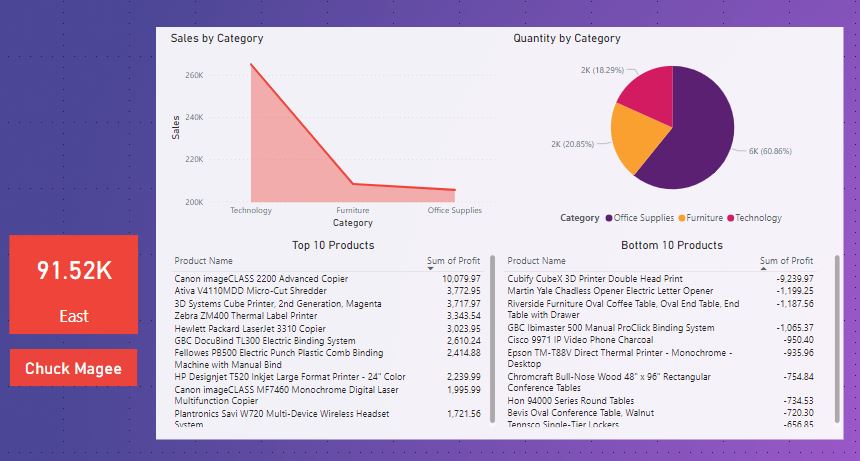 Sales by Category
260K
240K
220K
200K
Sales
Technology
Furniture
Office Supplies
Category
Quantity by Category
2K (18.29%)
2K (20.85%)
6K (60.86%)
Category Office Supplies Furniture Technology
91.52K
East
Chuck Magee
Top 10 Products
Product Name Sum of Profit
Canon imageCLASS 2200 Advanced Copier 10,079.97
Ativa V4110MDD Micro-Cut Shredder 3,772.95
3D Systems Cube Printer, 2nd Generation, Magenta 3,717.97
Zebra ZM400 Thermal Label Printer 3,343.54
Hewlett Packard LaserJet 3310 Copier 3,023.95
GBC DocuBind TL300 Electric Binding System 2,610.24
Fellowes PB500 Electric Punch Plastic Comb Binding 2,414.88
Machine with Manual Bind
HP Designjet T520 Inkjet Large Format Printer - 24" Color 2,239.99
Canon imageCLASS MF7460 Monochrome Digital Laser 1,995.99
Multifunction Copier
Plantronics Savi W720 Multi-Device Wireless Headset 1,721.56
System
Bottom 10 Products
Product Name Sum of Profit
Cubify CubeX 3D Printer Double Head Print -9,239.97
Martin Yale Chadless Opener Electric Letter Opener -1,199.25
Riverside Furniture Oval Coffee Table, Oval End Table, End -1,187.56
Table with Drawer
GBC Ibimaster 500 Manual ProClick Binding System -1,065.37
Cisco 9971 IP Video Phone Charcoal -950.40
Epson TM-T88V Direct Thermal Printer - Monochrome - -935.96
Desktop
Chromcraft Bull-Nose Wood 48" x 96" Rectangular -754.84
Conference Tables
Hon 94000 Series Round Tables -734.53
Bevis Oval Conference Table, Walnut -720.30
Tennsco Single-Tier Lockers -656.85